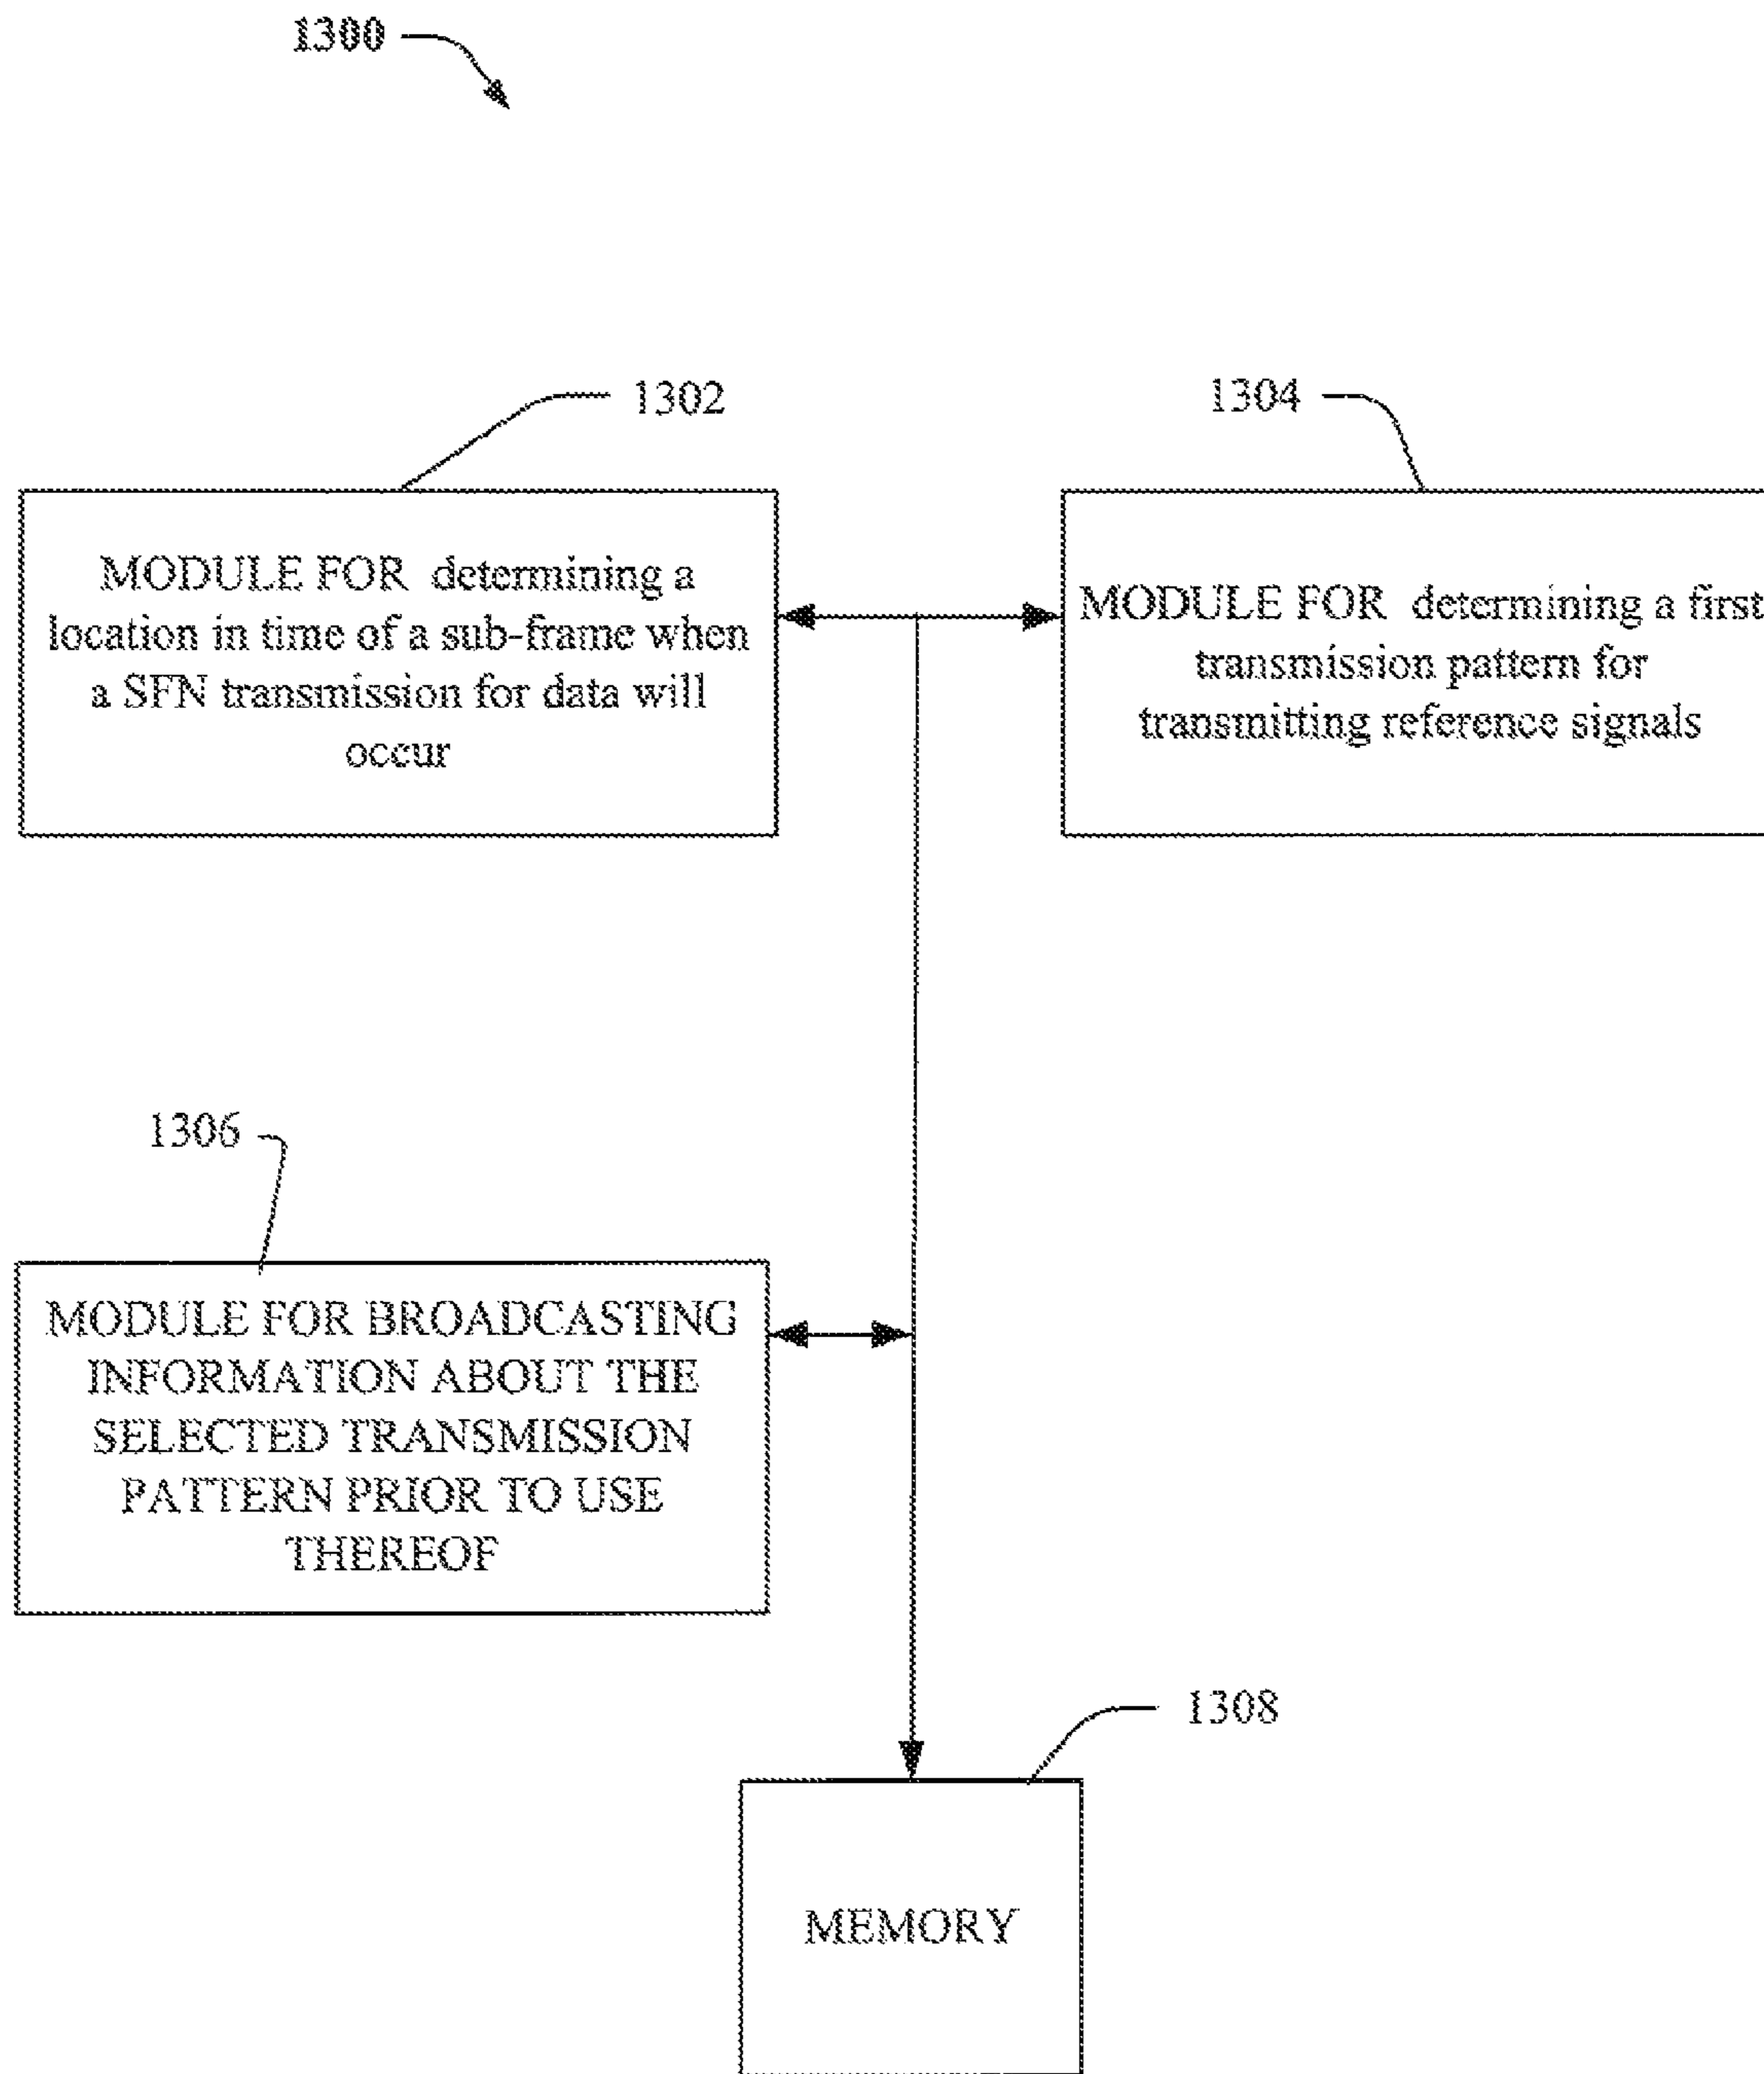 1300
1302
1304
MODULE FOR determining a
location in time of a sub-frame when
a SFN transmission for data will
occur
MODULE FOR determining a first
transmission pattern for
transmitting reference signals
1306
MODULE FOR BROADCASTING
INFORMATION ABOUT THE
SELECTED TRANSMISSION
PATTERN PRIOR TO USE
THEREOF
1308
MEMORY